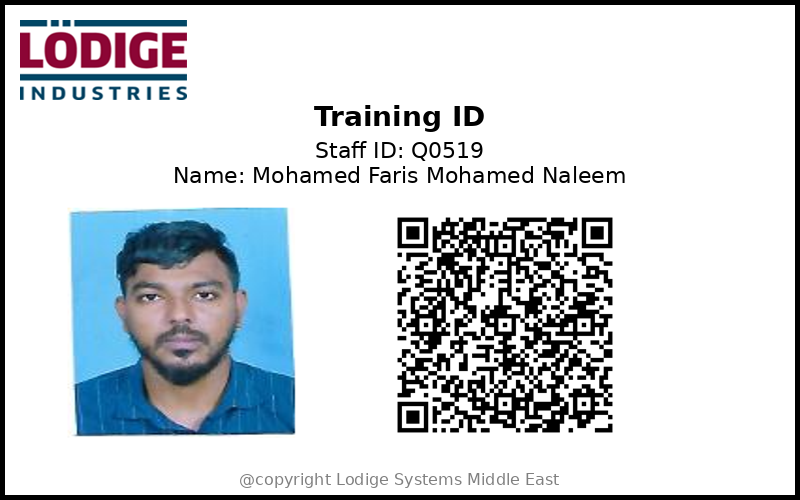 LÖDIGE
INDUSTRIES
Training ID
Staff ID: Q0519
Name: Mohamed Faris Mohamed Naleem
@copyright Lodige Systems Middle East